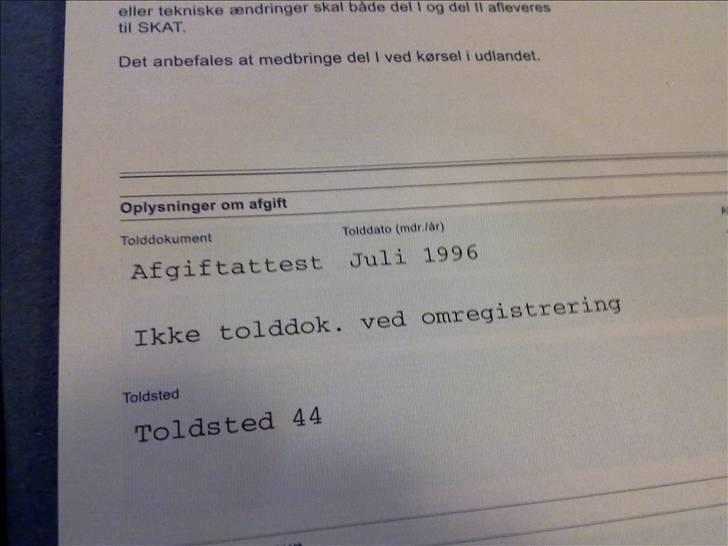 eller tekniske ændringer skal både del I og del II afleveres
til SKAT.
Det anbefales at medbringe del I ved kørsel i udlandet.
Oplysninger om afgift
Tolddokument Tolddato (mdr./år)
Afgiftattest Juli 1996
Ikke tolddok. ved omregistrering
Toldsted
Toldsted 44